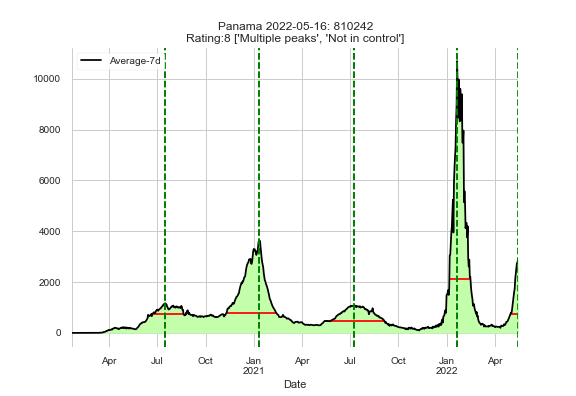 Panama 2022-05-16: 810242
Rating:8 ['Multiple peaks', 'Not in control']
Average-7d
10000
8000
6000
4000
2000
0
Apr Jul Oct Jan Apr Jul Oct Jan Apr
2021 2022
Date